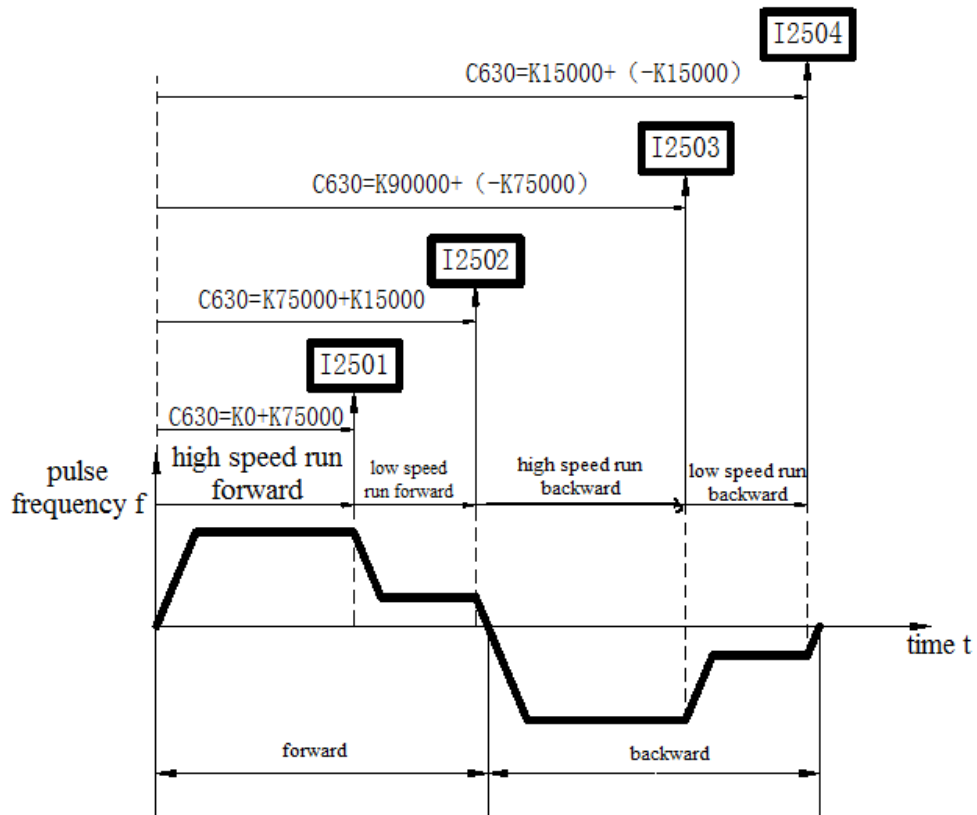 I2504
C630=K15000+（-K15000）
I2503
C630=K90000+（-K75000）
I2502
C630=K75000+K15000
I2501
C630=K0+K75000
pulse
frequency f
high speed run
forward
low speed
run forward
high speed run
backward
low speed run
backward
time t
forward
backward